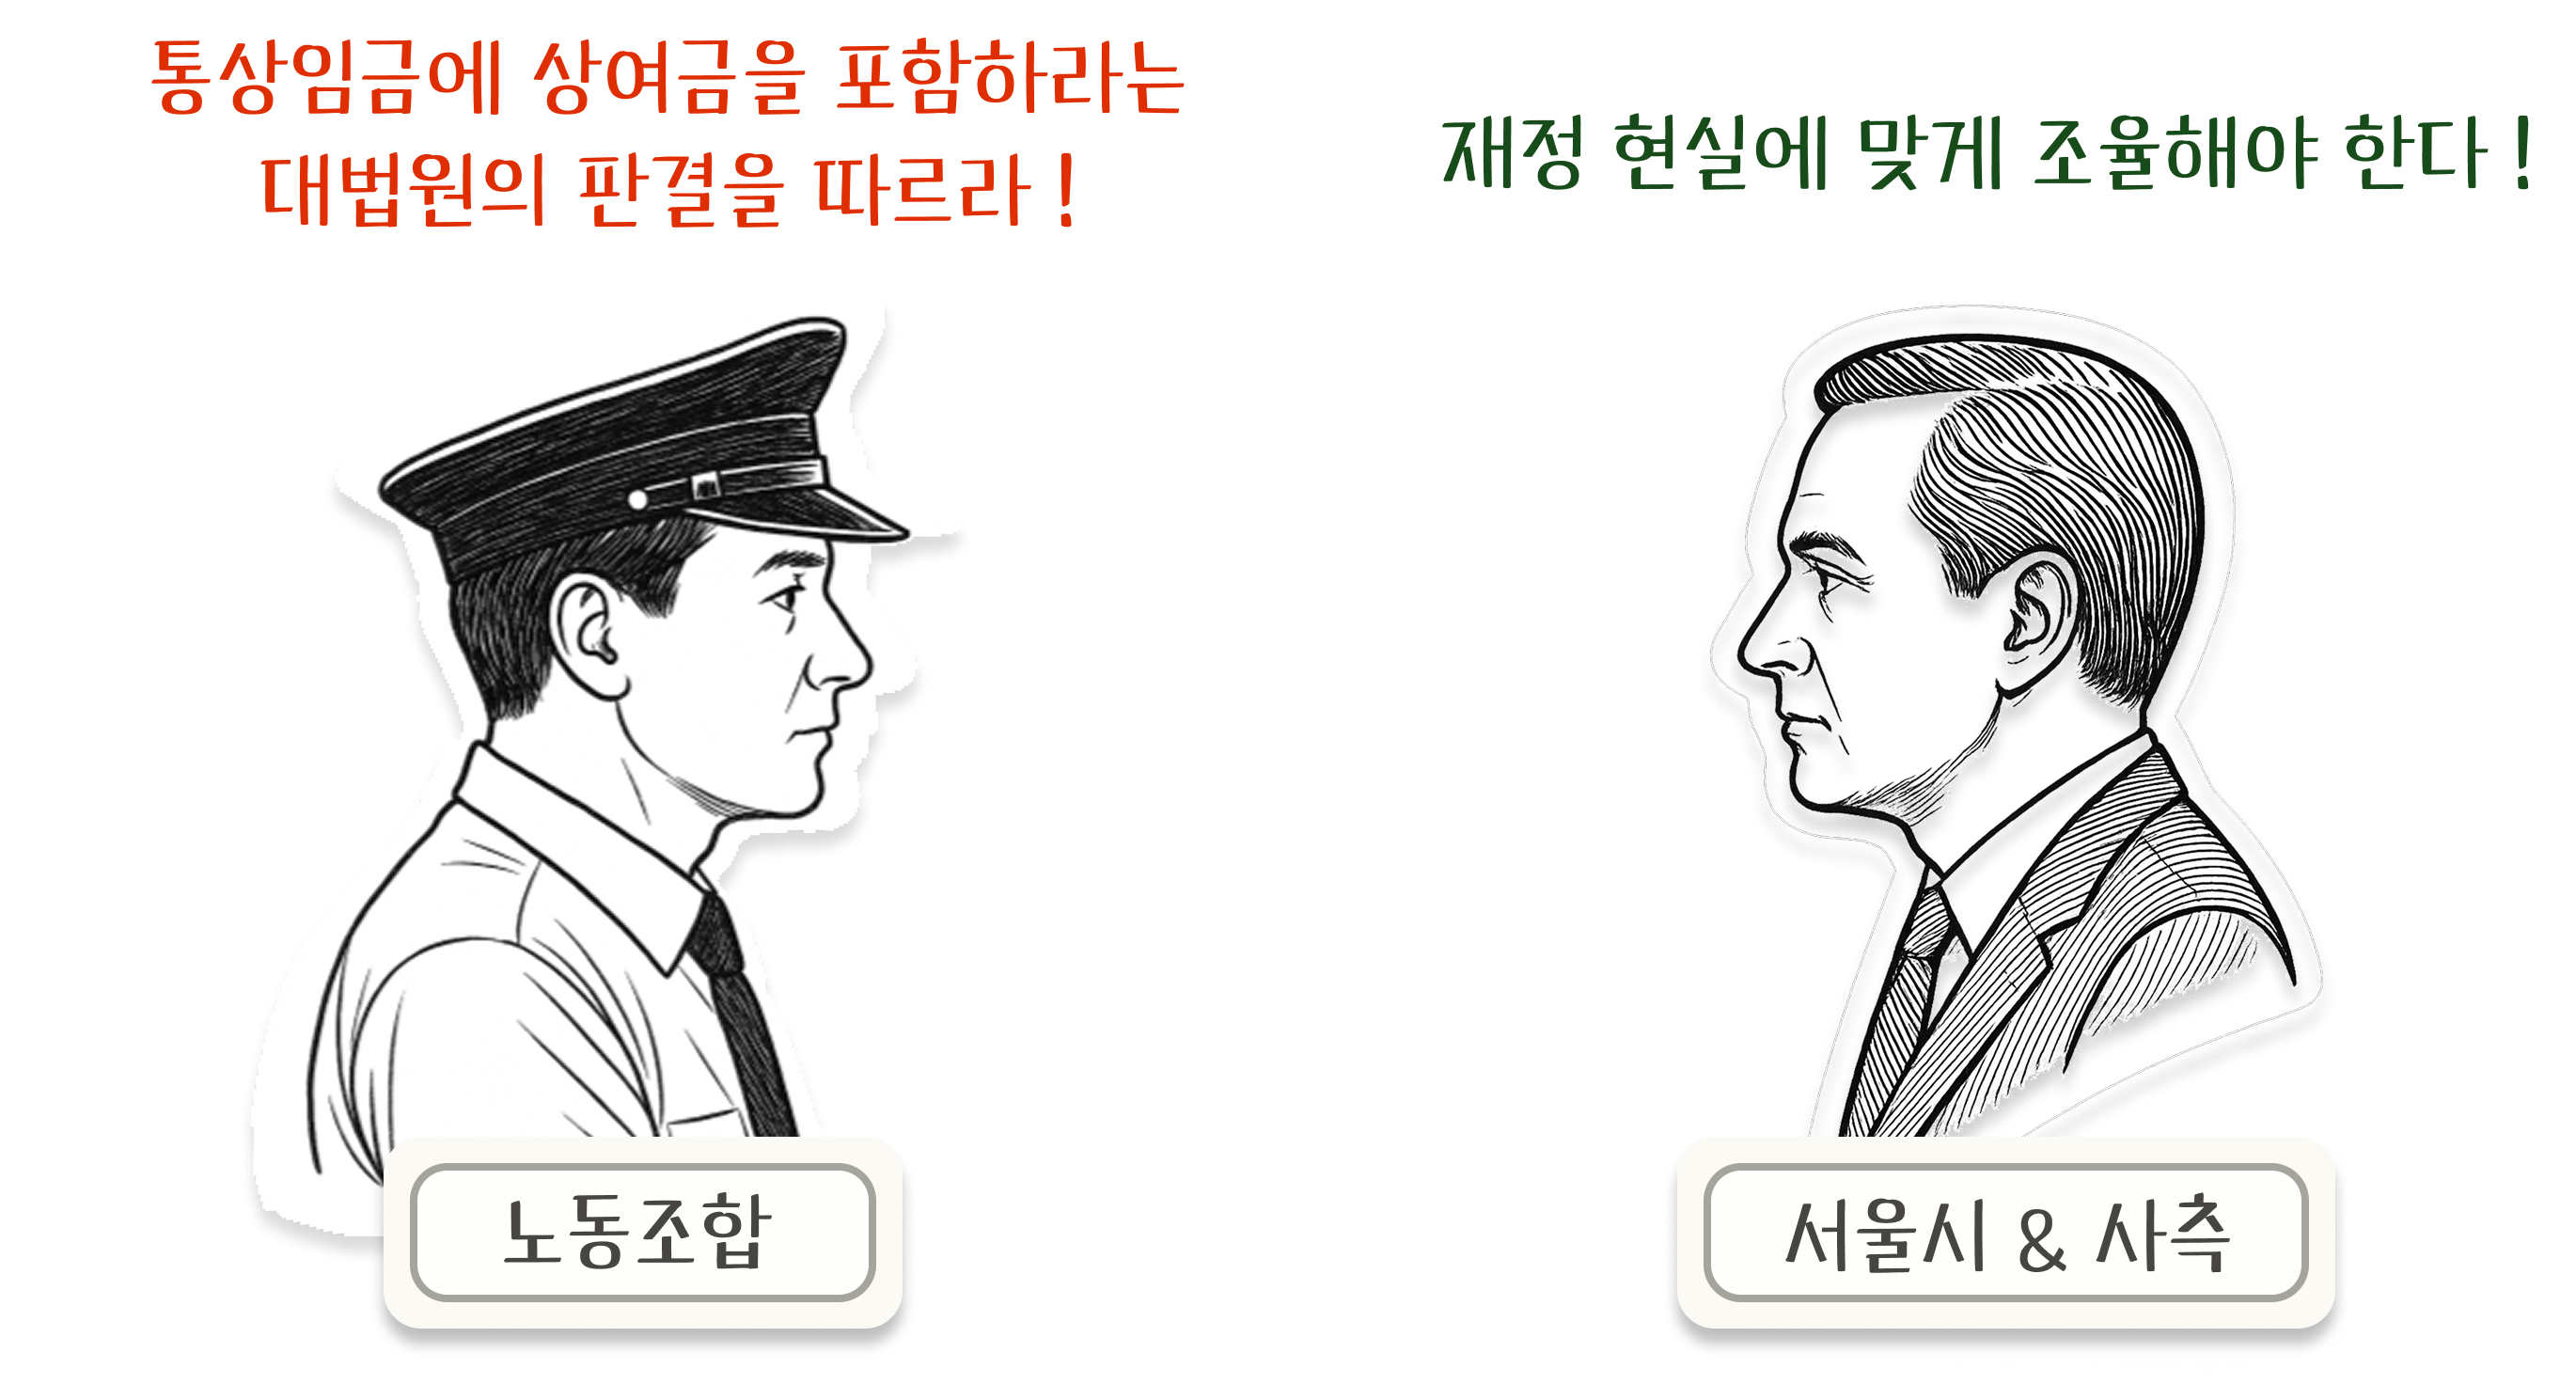 통상임금에 상여금을 포함하라는
대법원의 판결을 따르라 !
재정 현실에 맞게 조율해야 한다 !
노동조합
서울시 & 사측